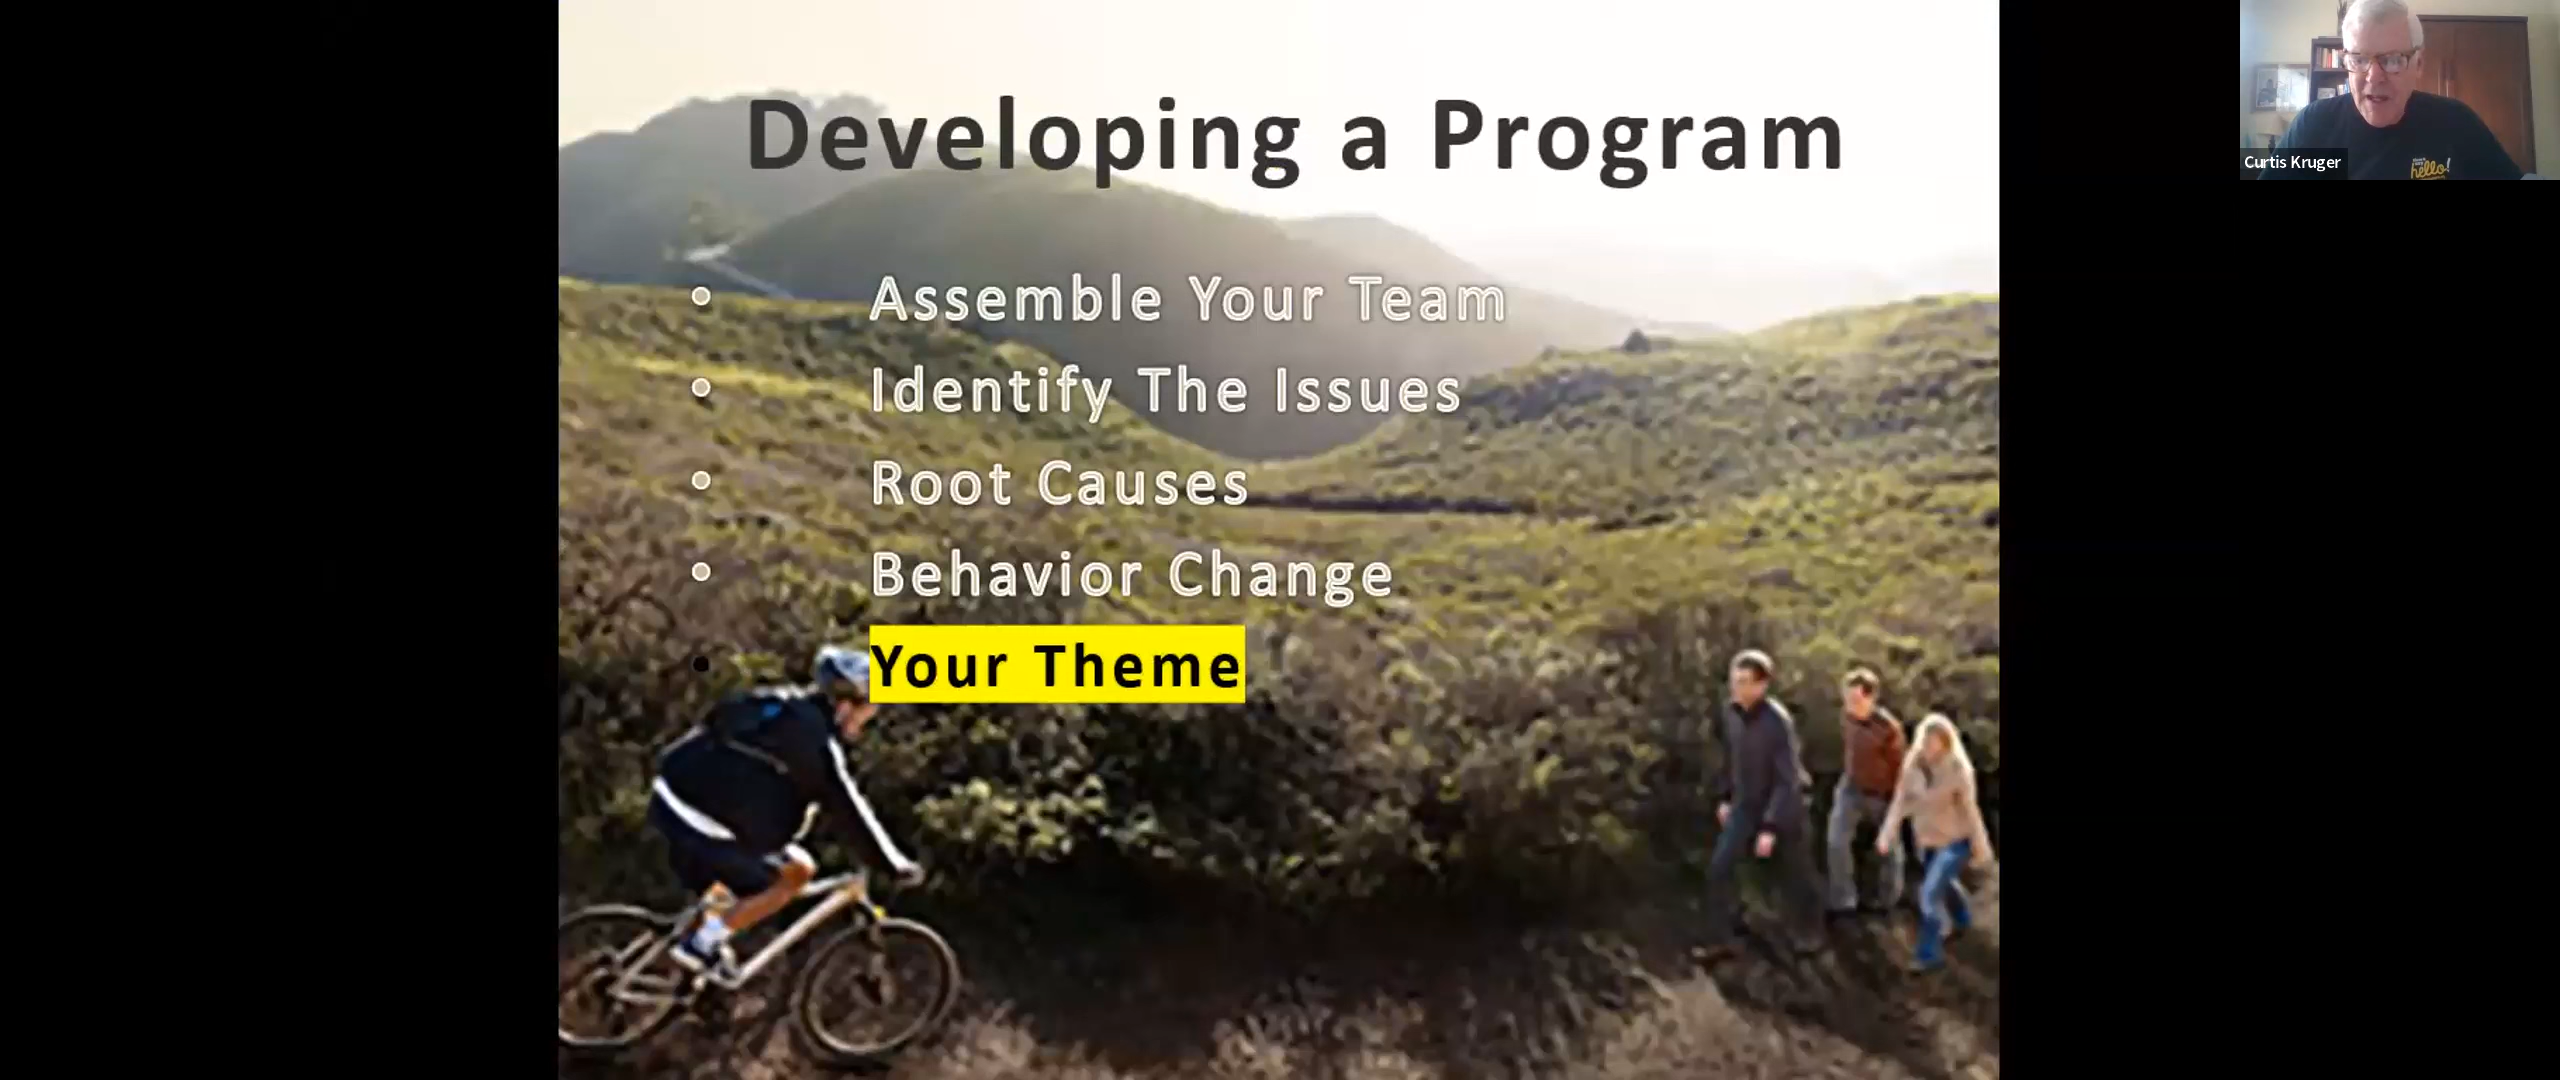 Developing a Program
• Assemble Your Team
• Identify The Issues
• Root Causes
• Behavior Change
• Your Theme
Curtis Kruger
hello!